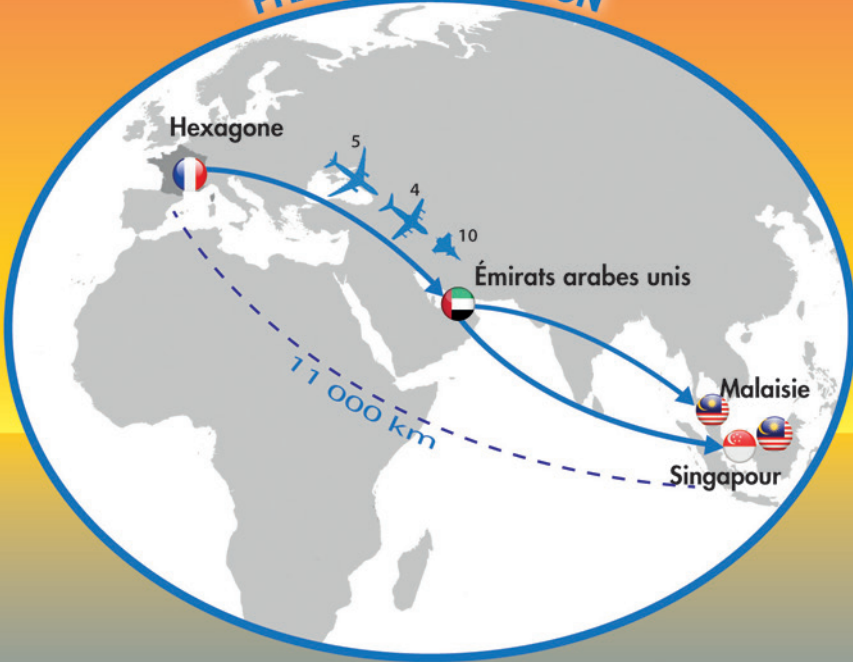 Hexagone
5
4
10
Émirats arabes unis
11 000 km
Malaisie
Singapour